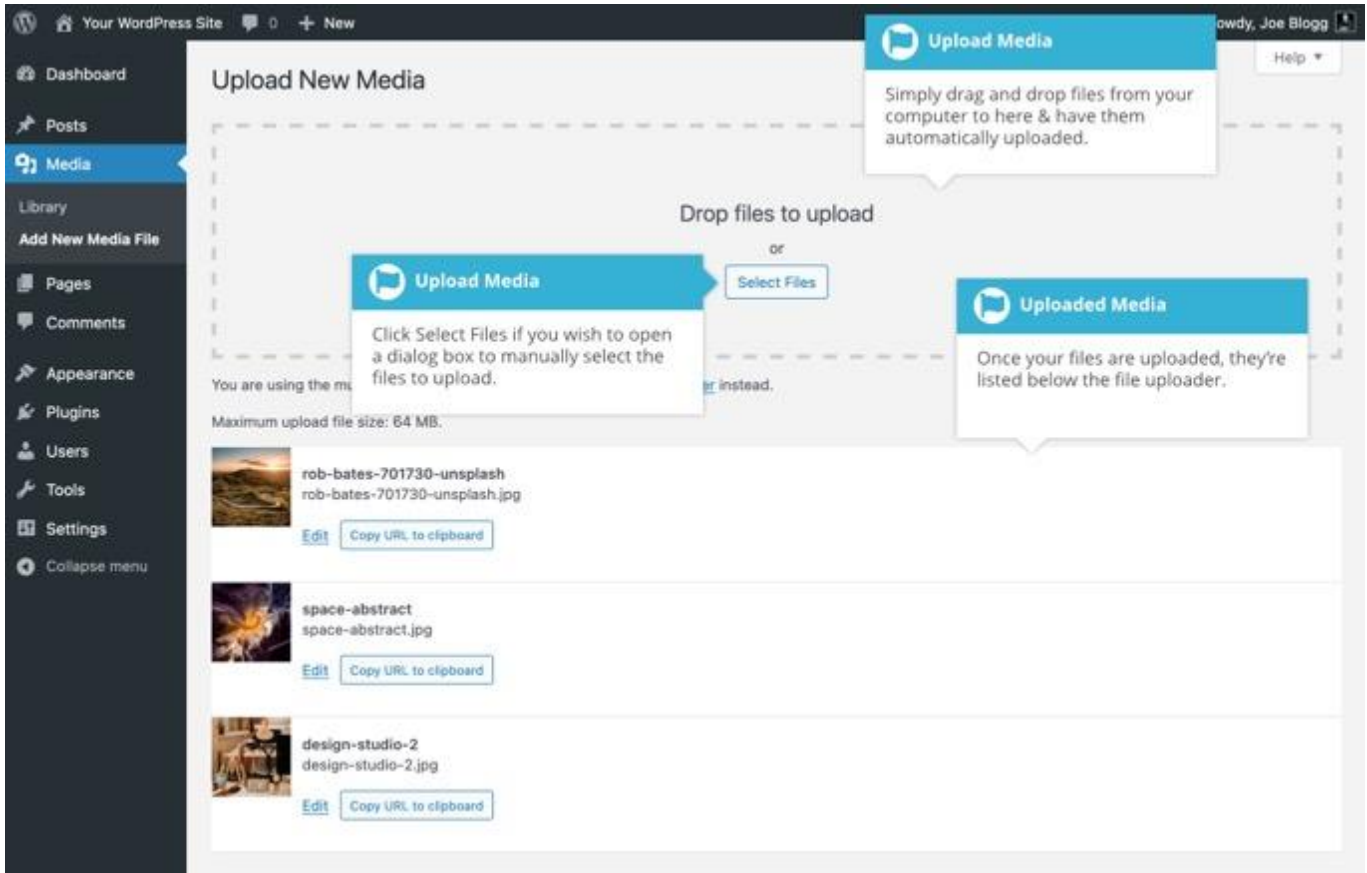 Your WordPress Site 0 + New
owdy, Joe Blogg
Help
Dashboard
Posts
Media
Library
Add New Media File
Pages
Comments
Appearance
Plugins
Users
Tools
Settings
Collapse menu
Upload New Media
Upload Media
Simply drag and drop files from your
computer to here & have them
automatically uploaded.
Drop files to upload
or
Select Files
Upload Media
Click Select Files if you wish to open
a dialog box to manually select the
files to upload.
Uploaded Media
Once your files are uploaded, they're
listed below the file uploader.
You are using the mu er instead.
Maximum upload file size: 64 MB.
rob-bates-701730-unsplash
rob-bates-701730-unsplash.jpg
Edit Copy URL to clipboard
space-abstract
space-abstract.jpg
Edit Copy URL to clipboard
design-studio-2
design-studio-2.jpg
Edit Copy URL to clipboard